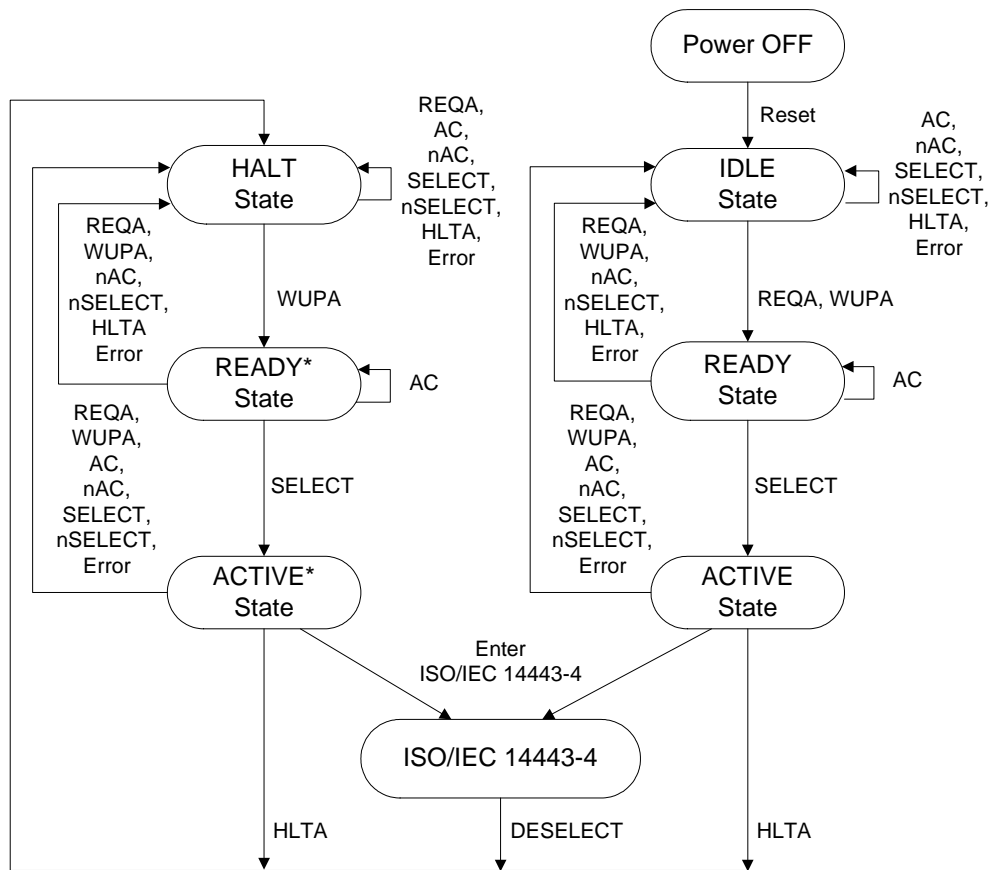 Power OFF
Reset
REQA,
AC,
nAC,
SELECT,
nSELECT,
HLTA,
Error
HALT
State
AC,
nAC,
SELECT,
nSELECT,
HLTA,
Error
IDLE
State
REQA,
WUPA,
nAC,
nSELECT,
HLTA
Error
WUPA
REQA,
WUPA,
nAC,
nSELECT,
HLTA,
Error
REQA, WUPA
READY*
State
AC
READY
State
AC
REQA,
WUPA,
AC,
nAC,
SELECT,
nSELECT,
Error
SELECT
REQA,
WUPA,
AC,
nAC,
SELECT,
nSELECT,
Error
SELECT
ACTIVE*
State
ACTIVE
State
Enter
ISO/IEC 14443-4
ISO/IEC 14443-4
HLTA
DESELECT
HLTA